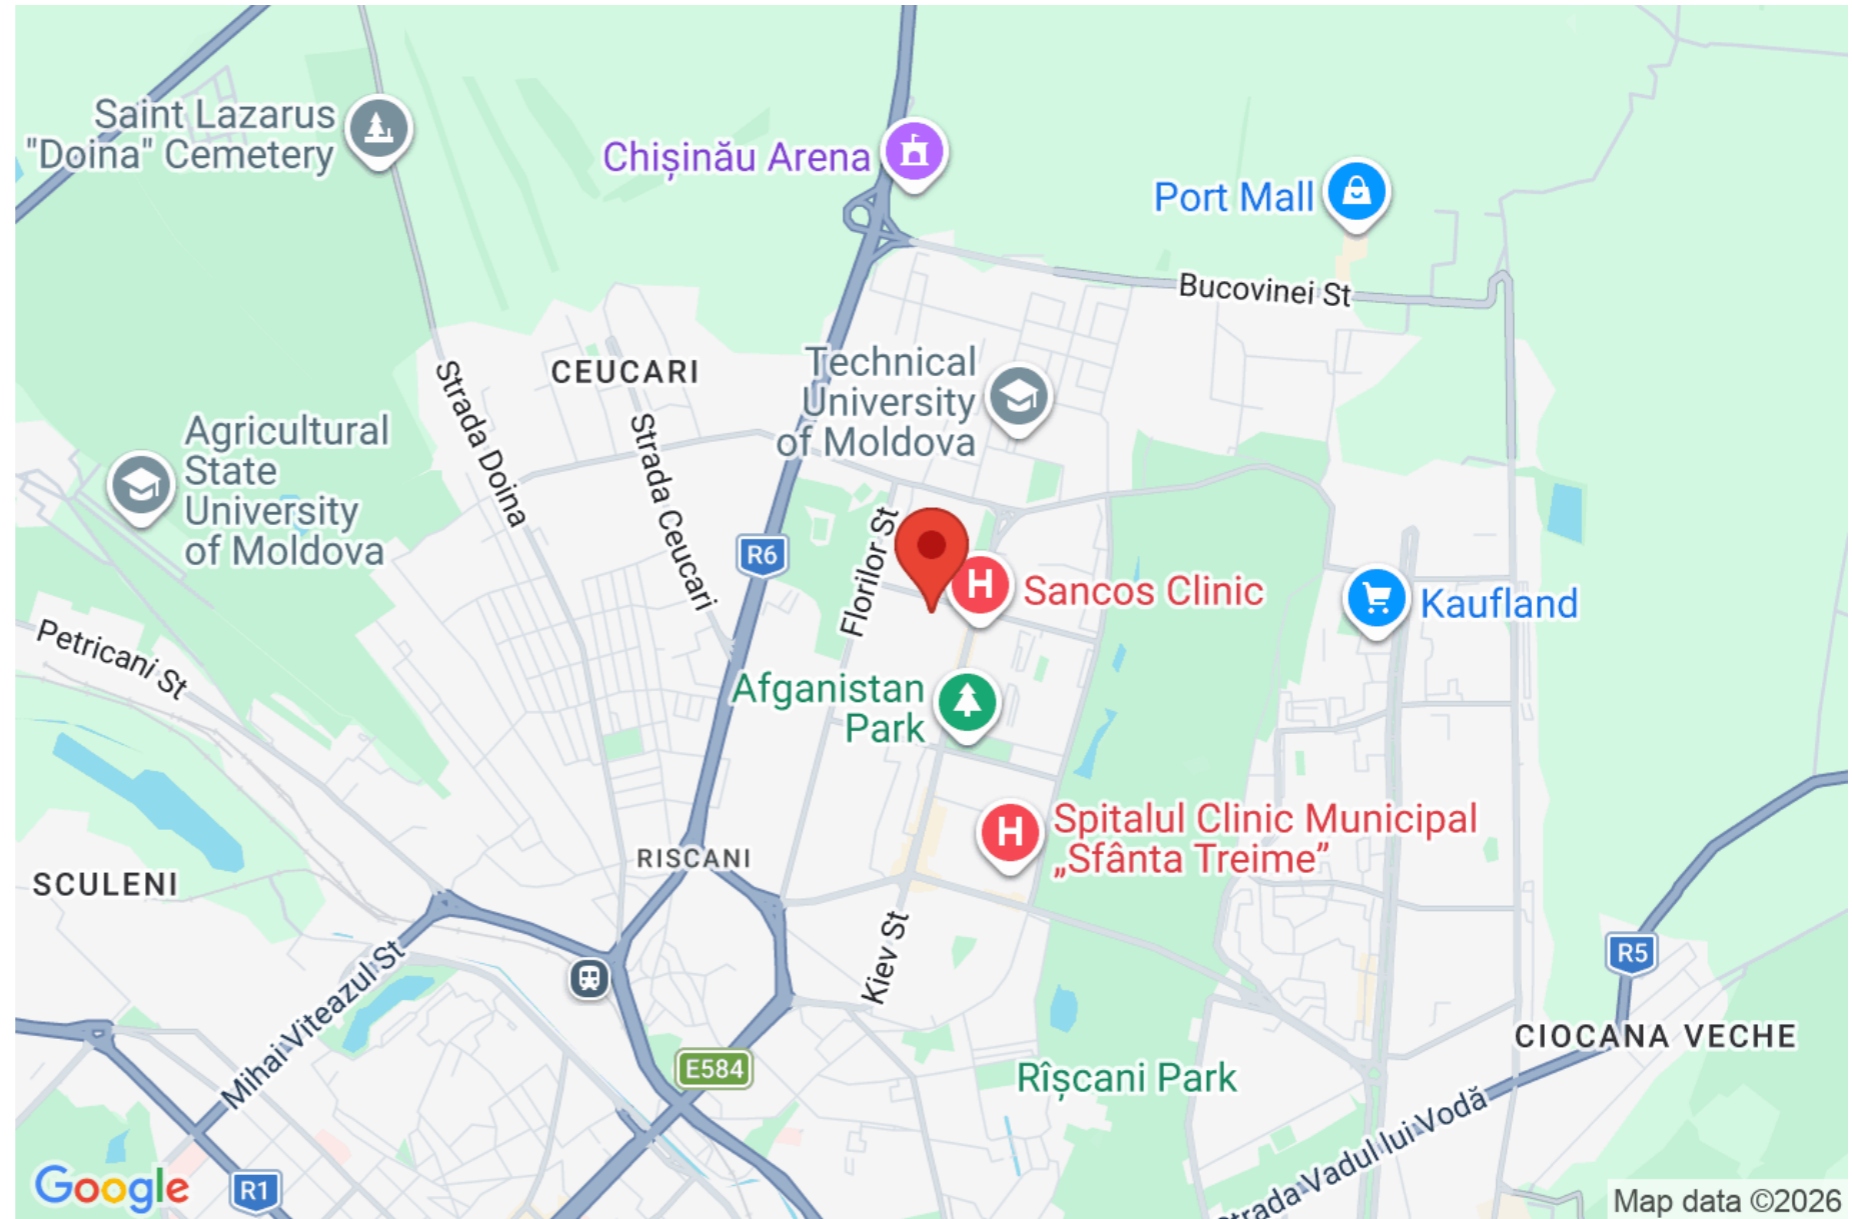 Saint Lazarus
"Doina" Cemetery
Chișinău Arena
Port Mall
Bucovinei St
CEUCARI
Technical
University
of Moldova
Strada Doina
Strada Ceucari
Agricultural
State
University
of Moldova
R6
Florilor St
H
Sancos Clinic
Kaufland
Petricani St
Afganistan
Park
H
Spitalul Clinic Municipal
„Sfânta Treime”
RISCANI
SCULENI
Kiev St
R5
Mihai Viteazul St
CIOCANA VECHE
E584
Rîșcani Park
Strada Vadul lui Vodă
Google
R1
Map data ©2026